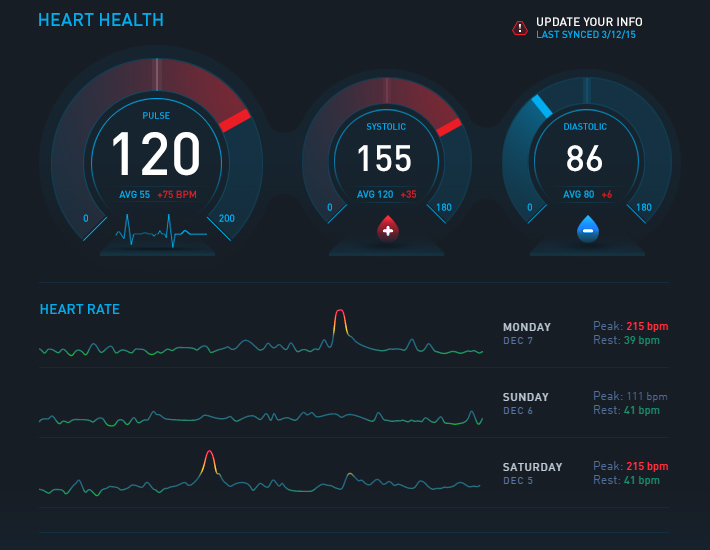 HEART HEALTH
! UPDATE YOUR INFO
LAST SYNCED 3/12/15
PULSE
120
AVG 55 +75 BPM
0 200
SYSTOLIC
155
AVG 120 +35
0 180
DIASTOLIC
86
AVG 80 +6
0 180
HEART RATE
MONDAY
DEC 7
Peak: 215 bpm
Rest: 39 bpm
SUNDAY
DEC 6
Peak: 111 bpm
Rest: 41 bpm
SATURDAY
DEC 5
Peak: 215 bpm
Rest: 41 bpm